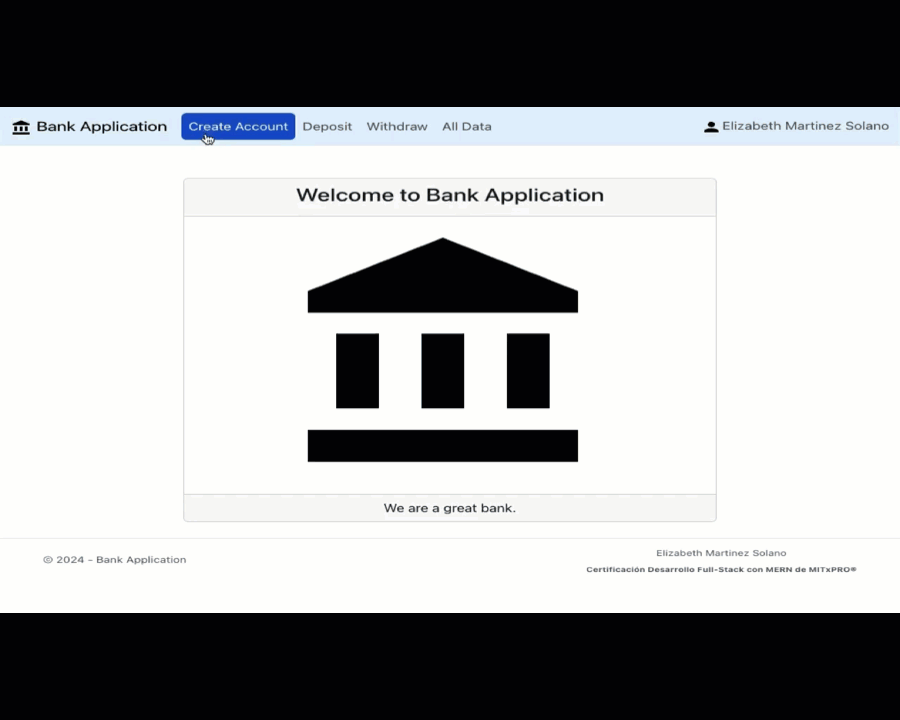 Bank Application Create Account Deposit Withdraw All Data Elizabeth Martinez Solano
Welcome to Bank Application
We are a great bank.
© 2024 - Bank Application
Elizabeth Martinez Solano
Certificación Desarrollo Full-Stack con MERN de MITxPRO®